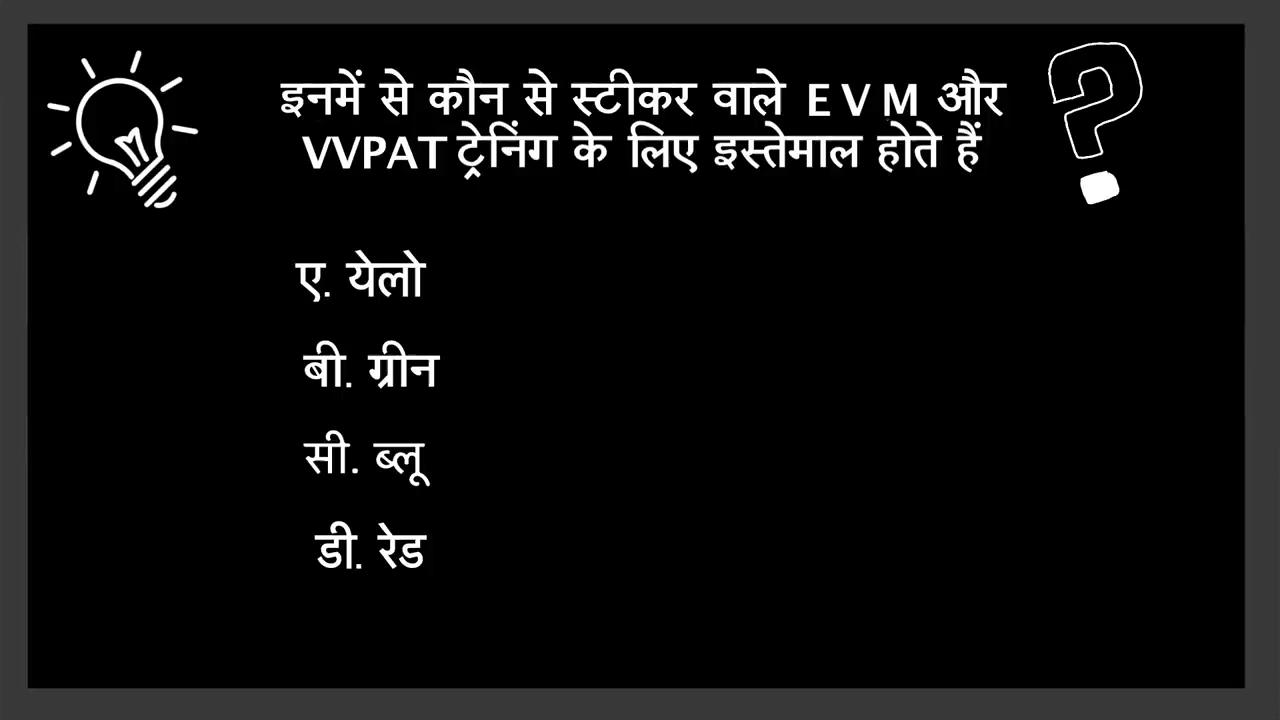 इनमें से कौन से स्टीकर वाले EVM और
VVPAT ट्रेनिंग के लिए इस्तेमाल होते हैं
ए. येलो
बी. ग्रीन
सी. ब्लू
डी. रेड